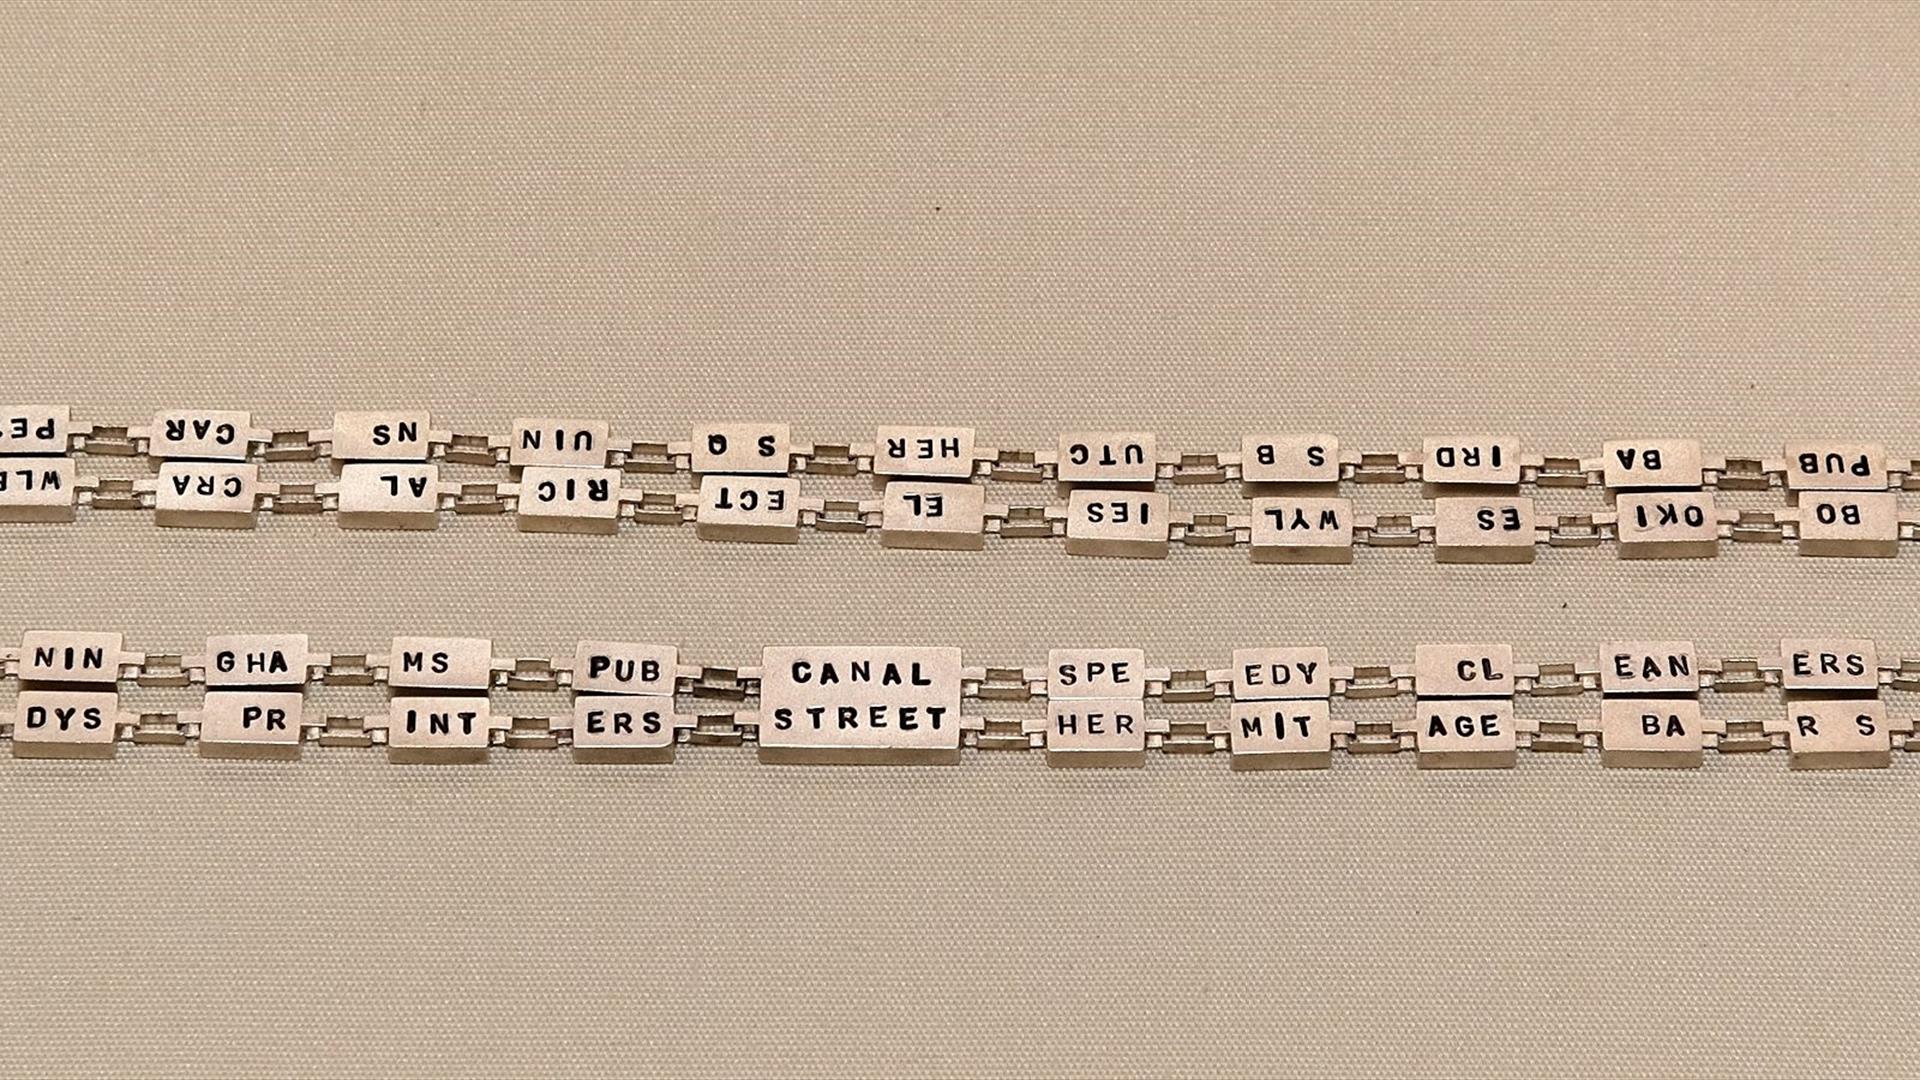 BO OKI ES WYL IES EL ECT RIC AL CRA WLE
PUB BA IRD S B UTC HER S Q UIN NS CAR PE
NIN GHA MS PUB CANAL SPE EDY CL EAN ERS
DYS PR INT ERS STREET HER MIT AGE BA R S